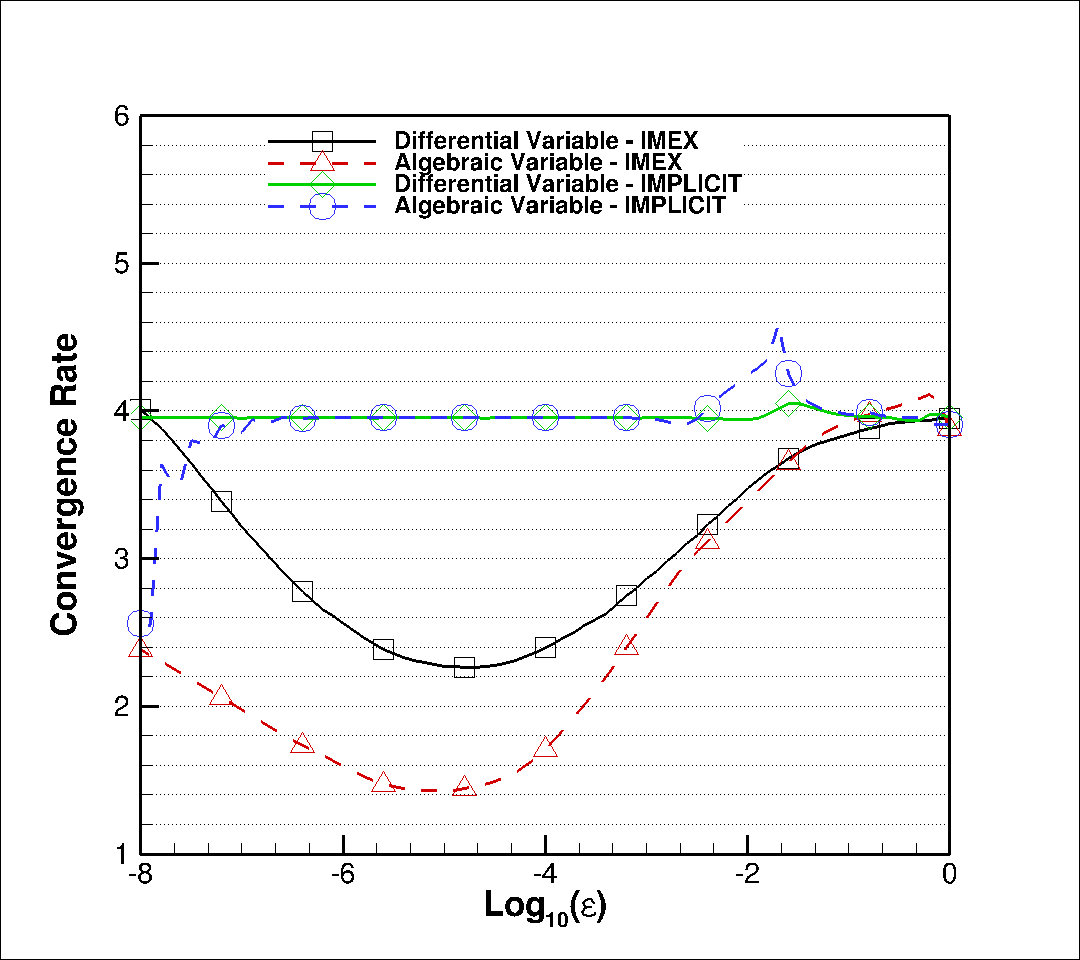 6
Differential Variable - IMEX
Algebraic Variable - IMEX
Differential Variable - IMPLICIT
Algebraic Variable - IMPLICIT
5
4
3
2
1
Convergence Rate
-8 -6 -4 -2 0
Log10(ε)